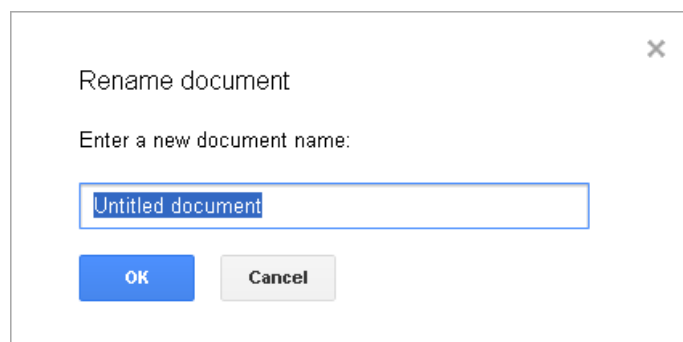 Rename document
Enter a new document name:
Untitled document
OK Cancel